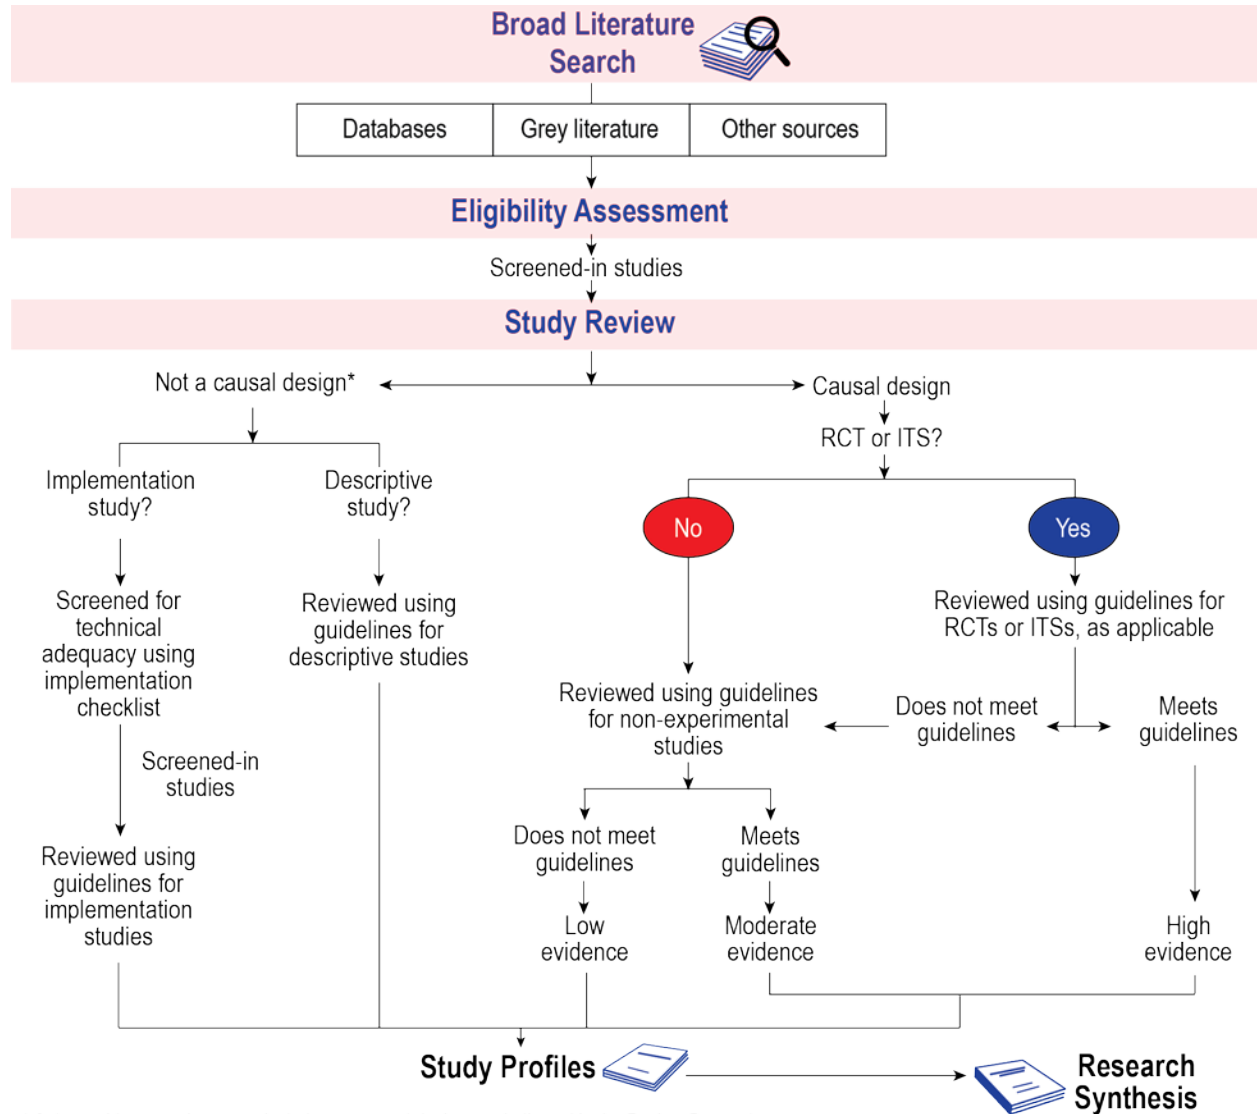 Broad Literature
Search
Databases
Grey literature
Other sources
Eligibility Assessment
Screened-in studies
Study Review
Not a causal design*
Causal design
RCT or ITS?
Implementation
study?
Descriptive
study?
No
Yes
Screened for
technical
adequacy using
implementation
checklist
Reviewed using
guidelines for
descriptive studies
Reviewed using guidelines for
RCTs or ITSs, as applicable
Reviewed using guidelines
for non-experimental
studies
Does not meet
guidelines
Meets
guidelines
Screened-in
studies
Reviewed using
guidelines for
implementation
studies
Does not meet
guidelines
Meets
guidelines
Low
evidence
Moderate
evidence
High
evidence
Study Profiles
Research
Synthesis